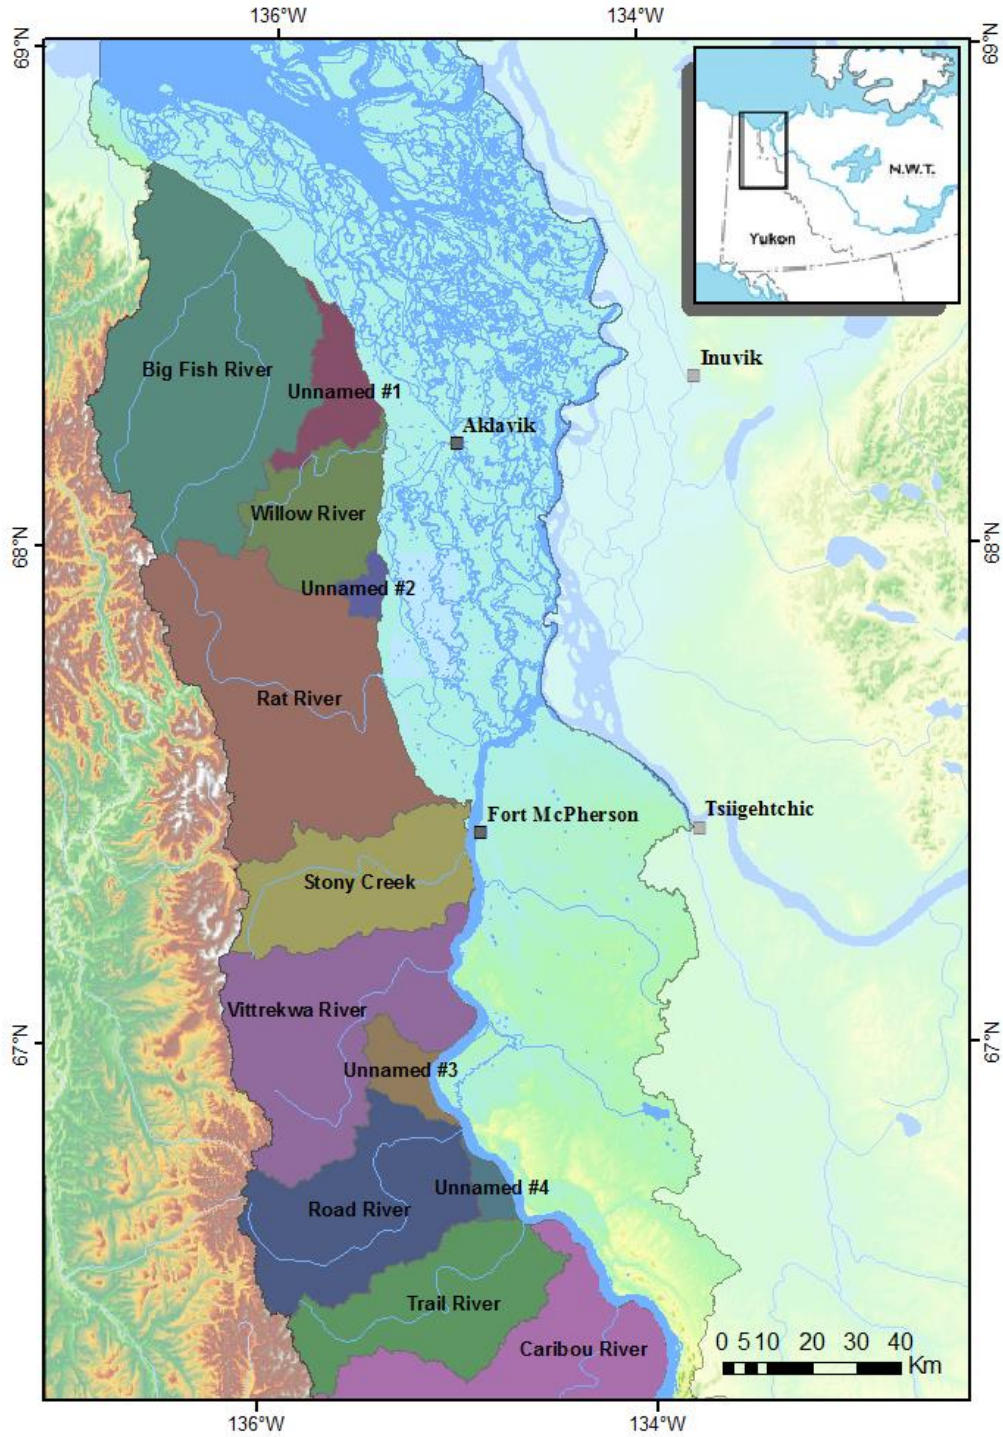 136°W
134°W
69°N
69°N
N.W.T.
Yukon
Inuvik
Big Fish River
Unnamed #1
Aklavik
Willow River
68°N
68°N
Unnamed #2
Rat River
Fort McPherson
Tsiigehtchic
Stony Creek
Vittrekwa River
67°N
67°N
Unnamed #3
Unnamed #4
Road River
Trail River
Caribou River
0 5 10 20 30 40
Km
136°W
134°W